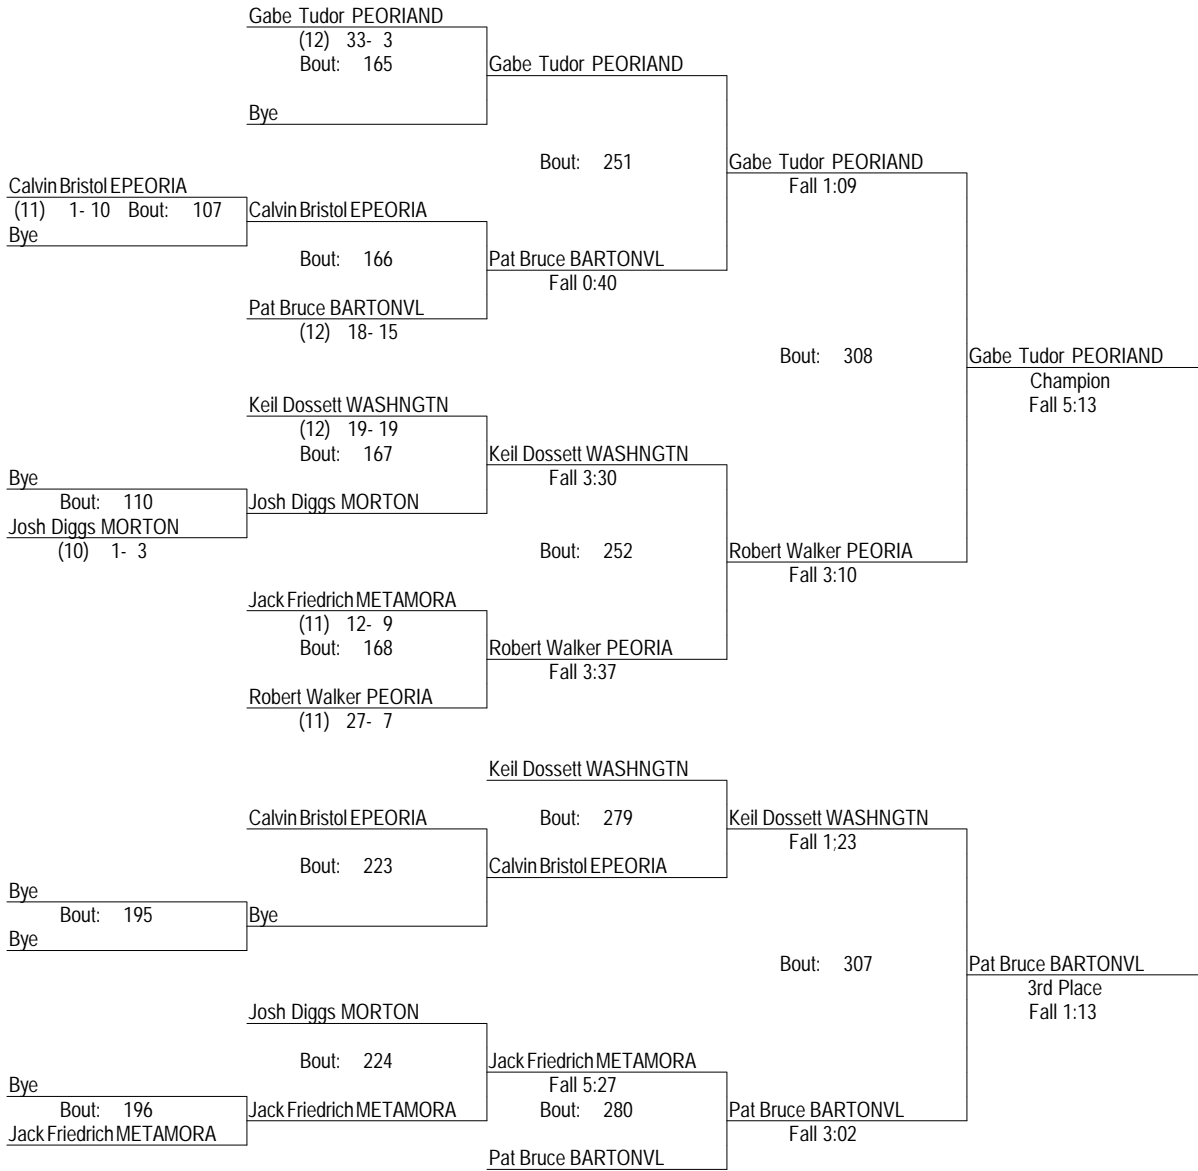 Gabe Tudor PEORIAND
(12) 33- 3
Bout: 165
Gabe Tudor PEORIAND
Bye
Bout: 251
Gabe Tudor PEORIAND
Fall 1:09
Calvin Bristol EPEORIA
(11) 1- 10 Bout: 107
Bye
Calvin Bristol EPEORIA
Bout: 166
Pat Bruce BARTONVL
Fall 0:40
Pat Bruce BARTONVL
(12) 18- 15
Bout: 308
Gabe Tudor PEORIAND
Champion
Fall 5:13
Keil Dossett WASHNGTN
(12) 19- 19
Bout: 167
Keil Dossett WASHNGTN
Fall 3:30
Bye
Bout: 110
Josh Diggs MORTON
(10) 1- 3
Josh Diggs MORTON
Bout: 252
Robert Walker PEORIA
Fall 3:10
Jack Friedrich METAMORA
(11) 12- 9
Bout: 168
Robert Walker PEORIA
Fall 3:37
Robert Walker PEORIA
(11) 27- 7
Keil Dossett WASHNGTN
Calvin Bristol EPEORIA
Bout: 279
Keil Dossett WASHNGTN
Fall 1;23
Bout: 223
Calvin Bristol EPEORIA
Bye
Bout: 195
Bye
Bye
Bout: 307
Pat Bruce BARTONVL
3rd Place
Fall 1:13
Josh Diggs MORTON
Bout: 224
Jack Friedrich METAMORA
Fall 5:27
Bye
Bout: 196
Jack Friedrich METAMORA
Jack Friedrich METAMORA
Bout: 280
Pat Bruce BARTONVL
Fall 3:02
Pat Bruce BARTONVL